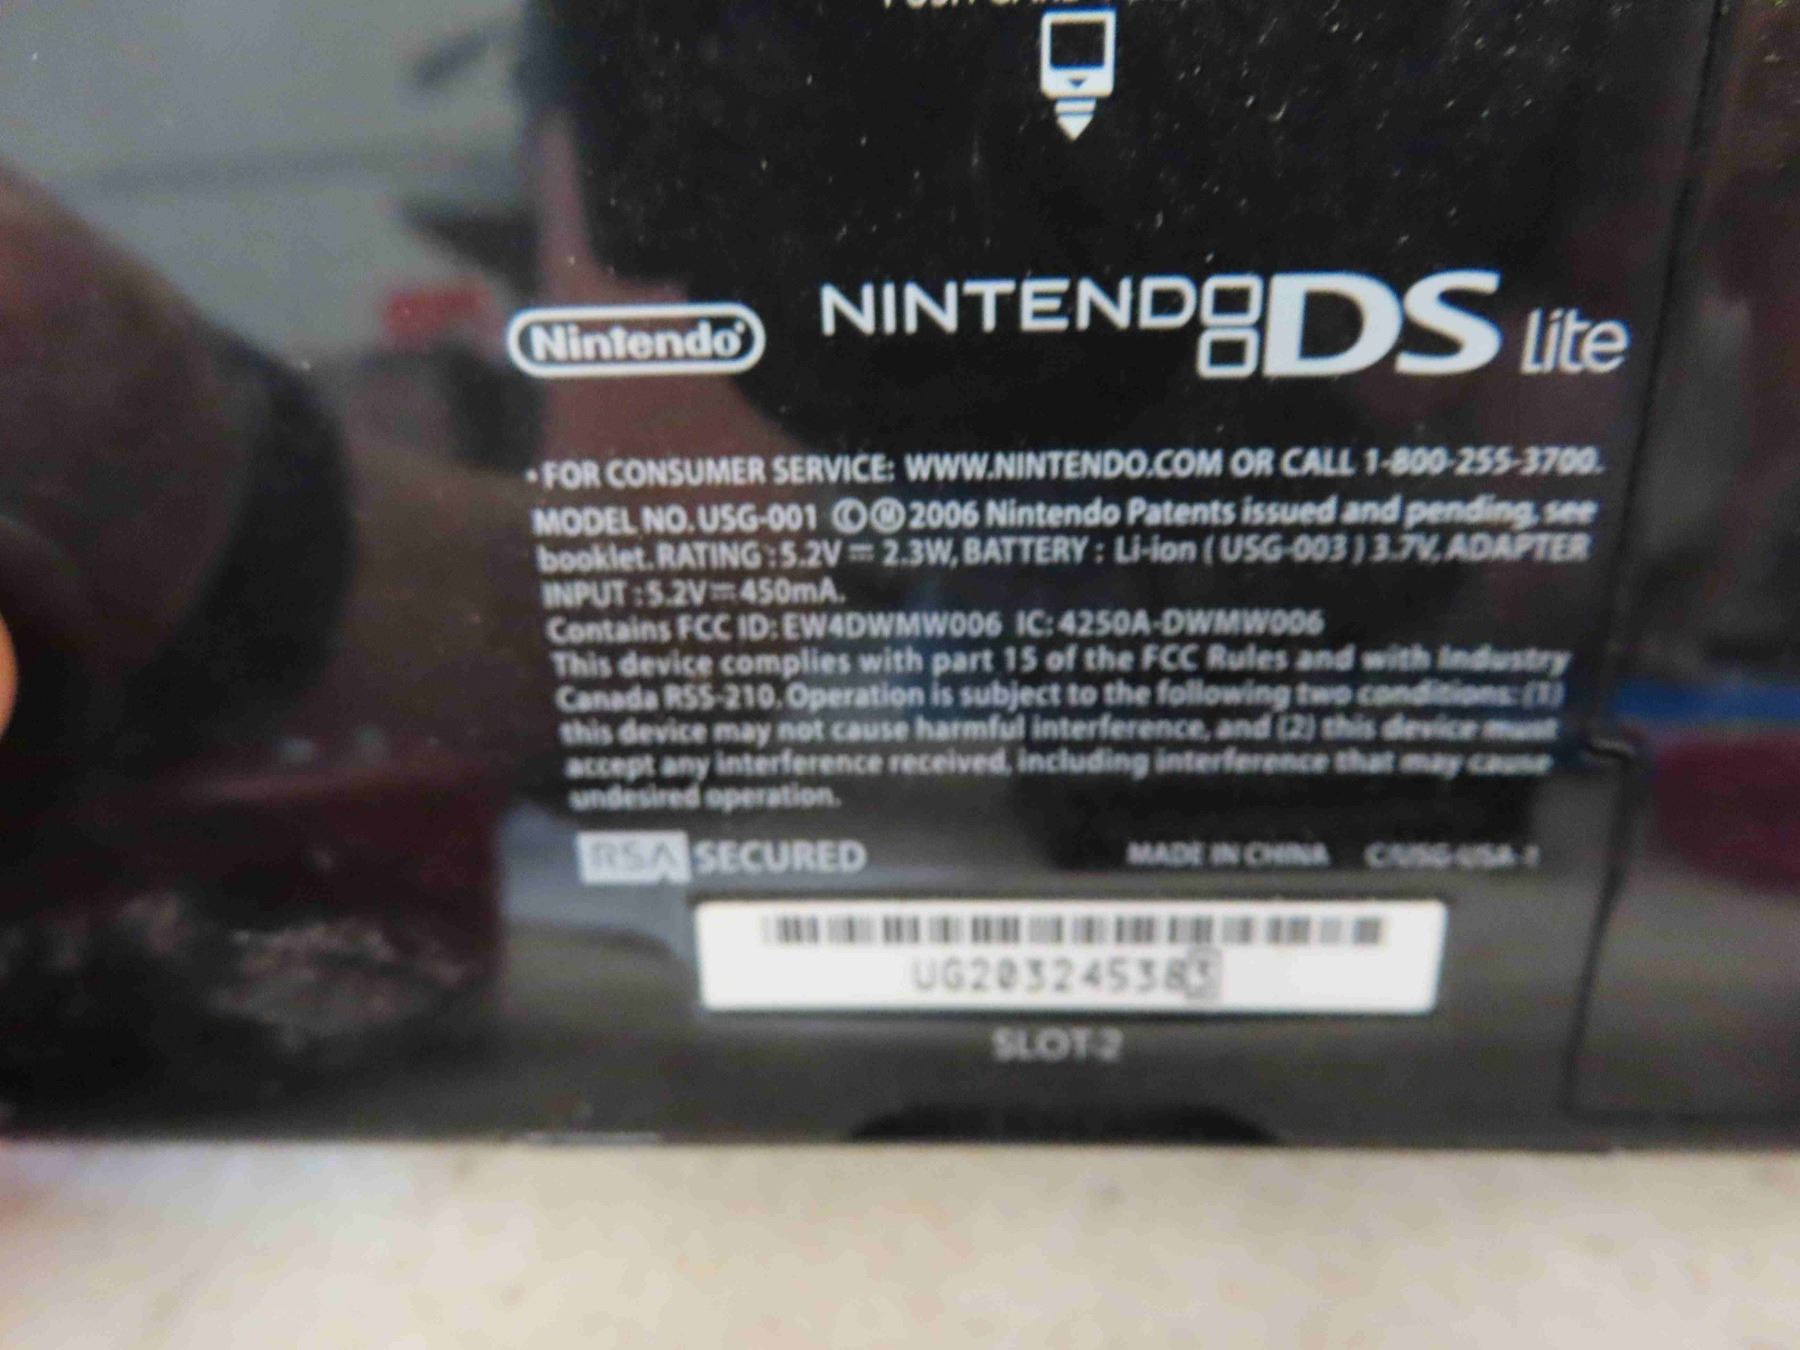 Nintendo
NINTENDO DS Lite
• FOR CONSUMER SERVICE: WWW.NINTENDO.COM OR CALL 1-800-255-3700.
MODEL NO. USG-001 ©Ⓜ2006 Nintendo Patents issued and pending, see
booklet. RATING : 5.2V⎓ 2.3W, BATTERY : Li-ion ( USG-003 ) 3.7V, ADAPTER
INPUT : 5.2V⎓450mA.
Contains FCC ID: EW4DWMW006 IC: 4250A-DWMW006
This device complies with part 15 of the FCC Rules and with Industry
Canada RSS-210. Operation is subject to the following two conditions: (1)
this device may not cause harmful interference, and (2) this device must
accept any interference received, including interference that may cause
undesired operation.
RSA SECURED
MADE IN CHINA
UG203245383
SLOT-2